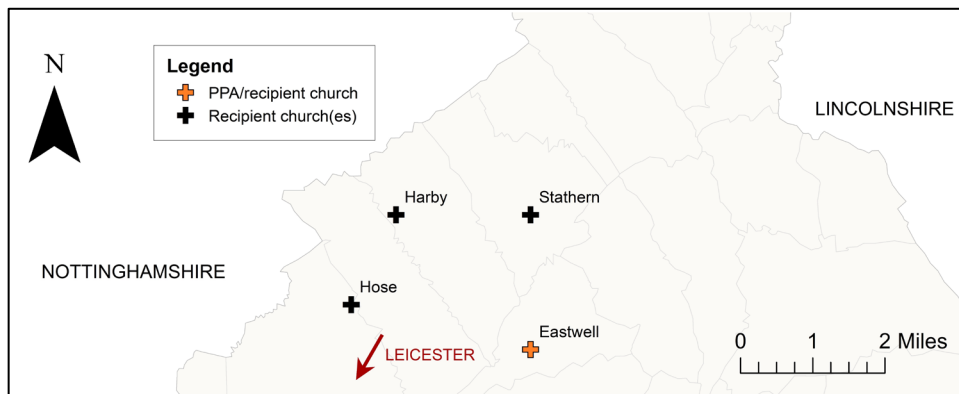 N
Legend
PPA/recipient church
Recipient church(es)
LINCOLNSHIRE
Harby
Stathern
NOTTINGHAMSHIRE
Hose
Eastwell
LEICESTER
0 1 2 Miles